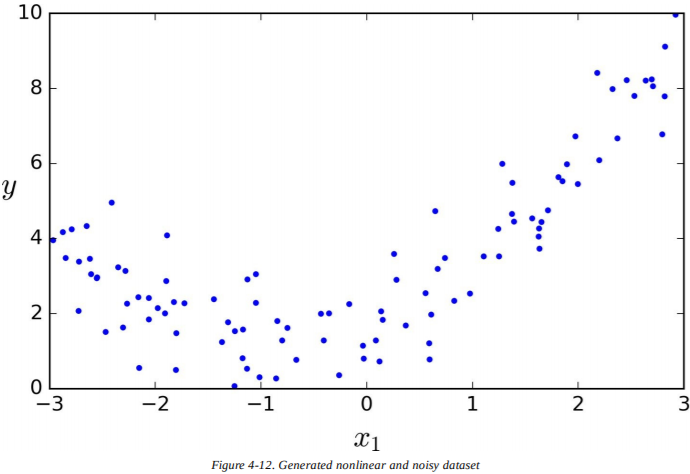 10
8
6
4
2
0
y
−3 −2 −1 0 1 2 3
x₁
Figure 4-12. Generated nonlinear and noisy dataset